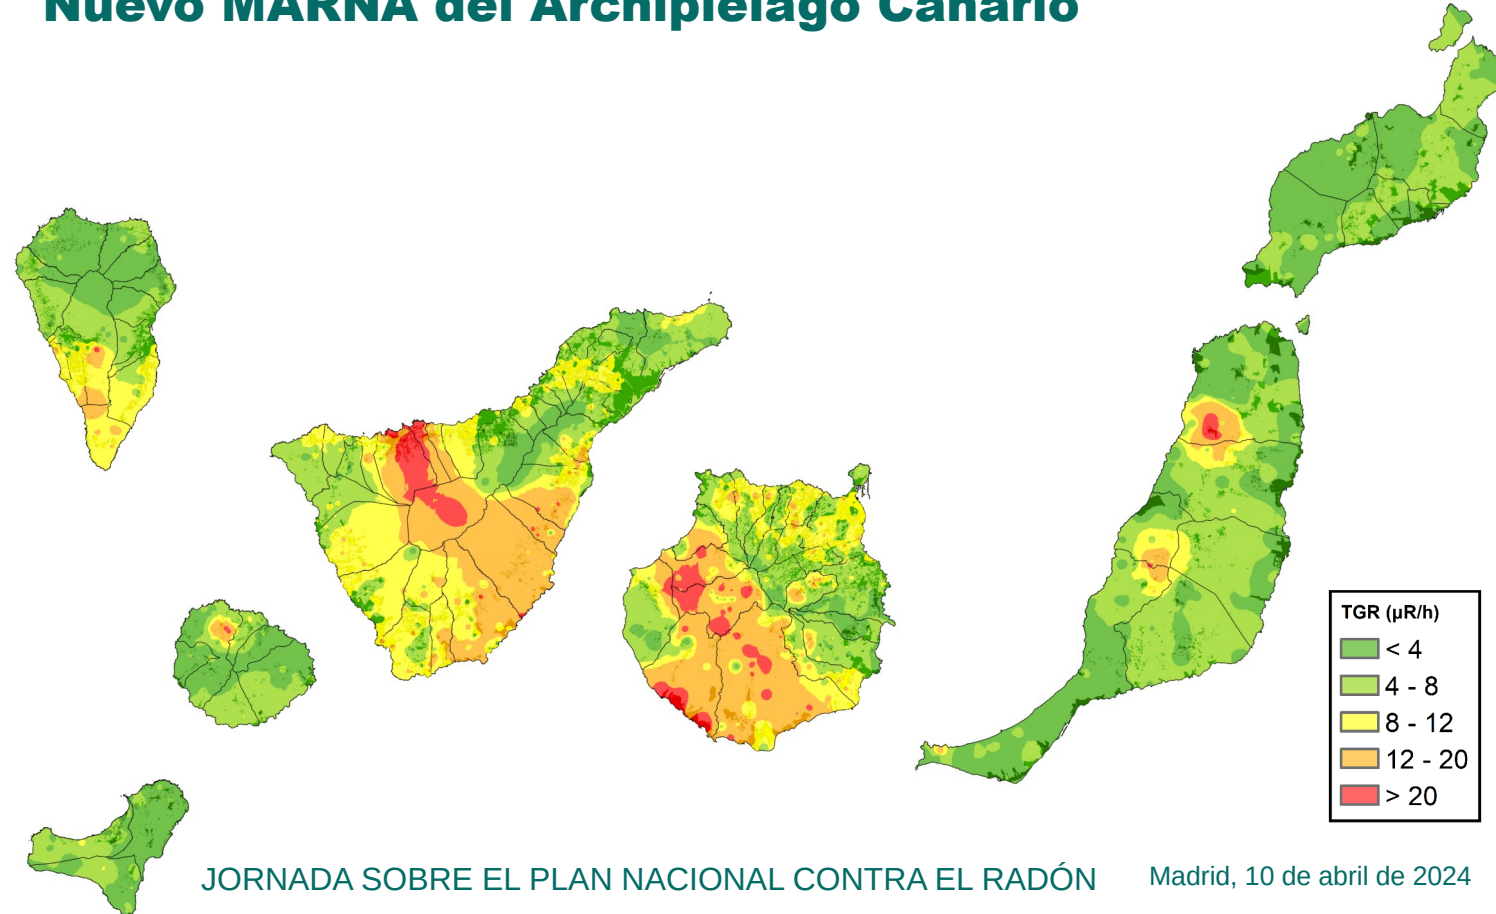 Nuevo MARNA del Archipiélago Canario
TGR (µR/h)
< 4
4 - 8
8 - 12
12 - 20
> 20
JORNADA SOBRE EL PLAN NACIONAL CONTRA EL RADÓN
Madrid, 10 de abril de 2024